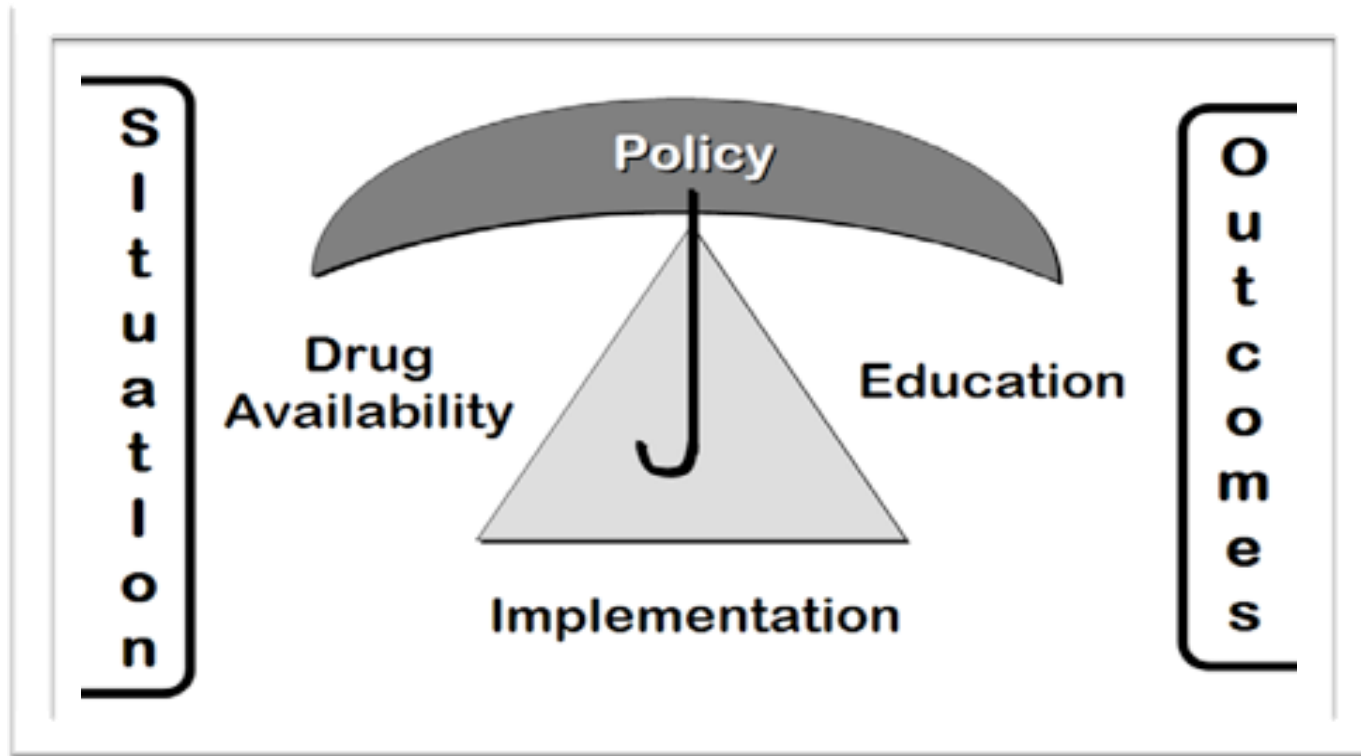 Situation
Policy
Drug
Availability
Education
Implementation
Outcomes